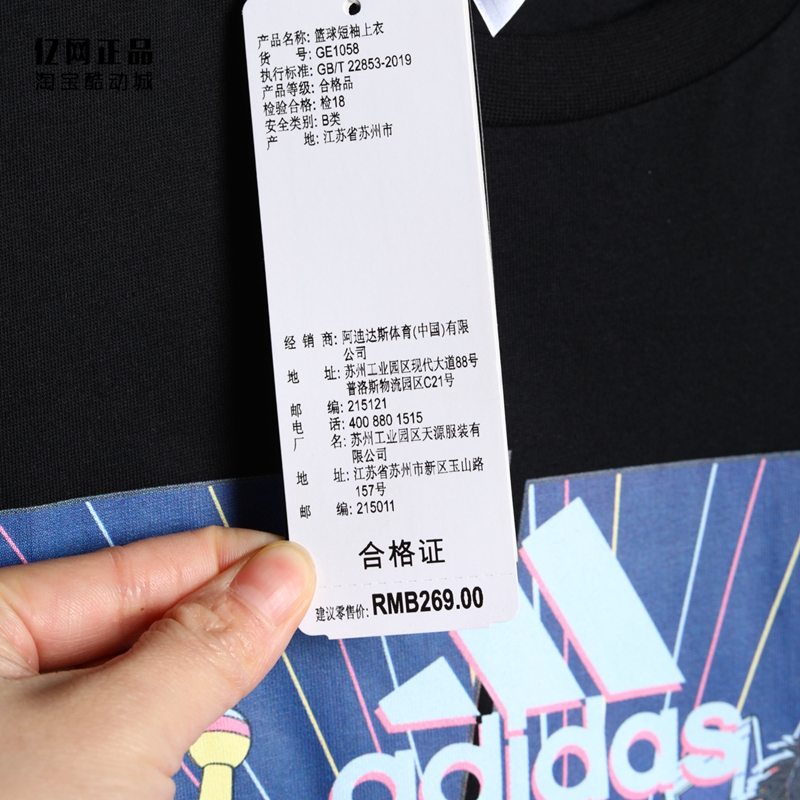 亿网正品
淘宝酷动城
产品名称: 篮球短袖上衣
货 号: GE1058
执行标准: GB/T 22853-2019
产品等级: 合格品
检验合格: 检18
安全类别: B类
产 地: 江苏省苏州市
经 销 商: 阿迪达斯体育(中国)有限
公司
地 址: 苏州工业园区现代大道88号
普洛斯物流园区C21号
邮 编: 215121
电 话: 400 880 1515
厂 名: 苏州工业园区天源服装有
限公司
地 址: 江苏省苏州市新区玉山路
157号
邮 编: 215011
合格证
建议零售价: RMB269.00
adidas